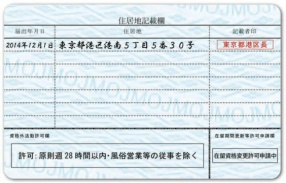 住居地記載欄
届出年月日 住居地 記載者印
2014年12月1日 東京都港区港南5丁目5番30号 東京都港区長
資格外活動許可欄 在留期間更新等許可申請欄
許可：原則週28時間以内・風俗営業等の従事を除く 在留資格変更許可申請中
MOJ MOJ MOJ